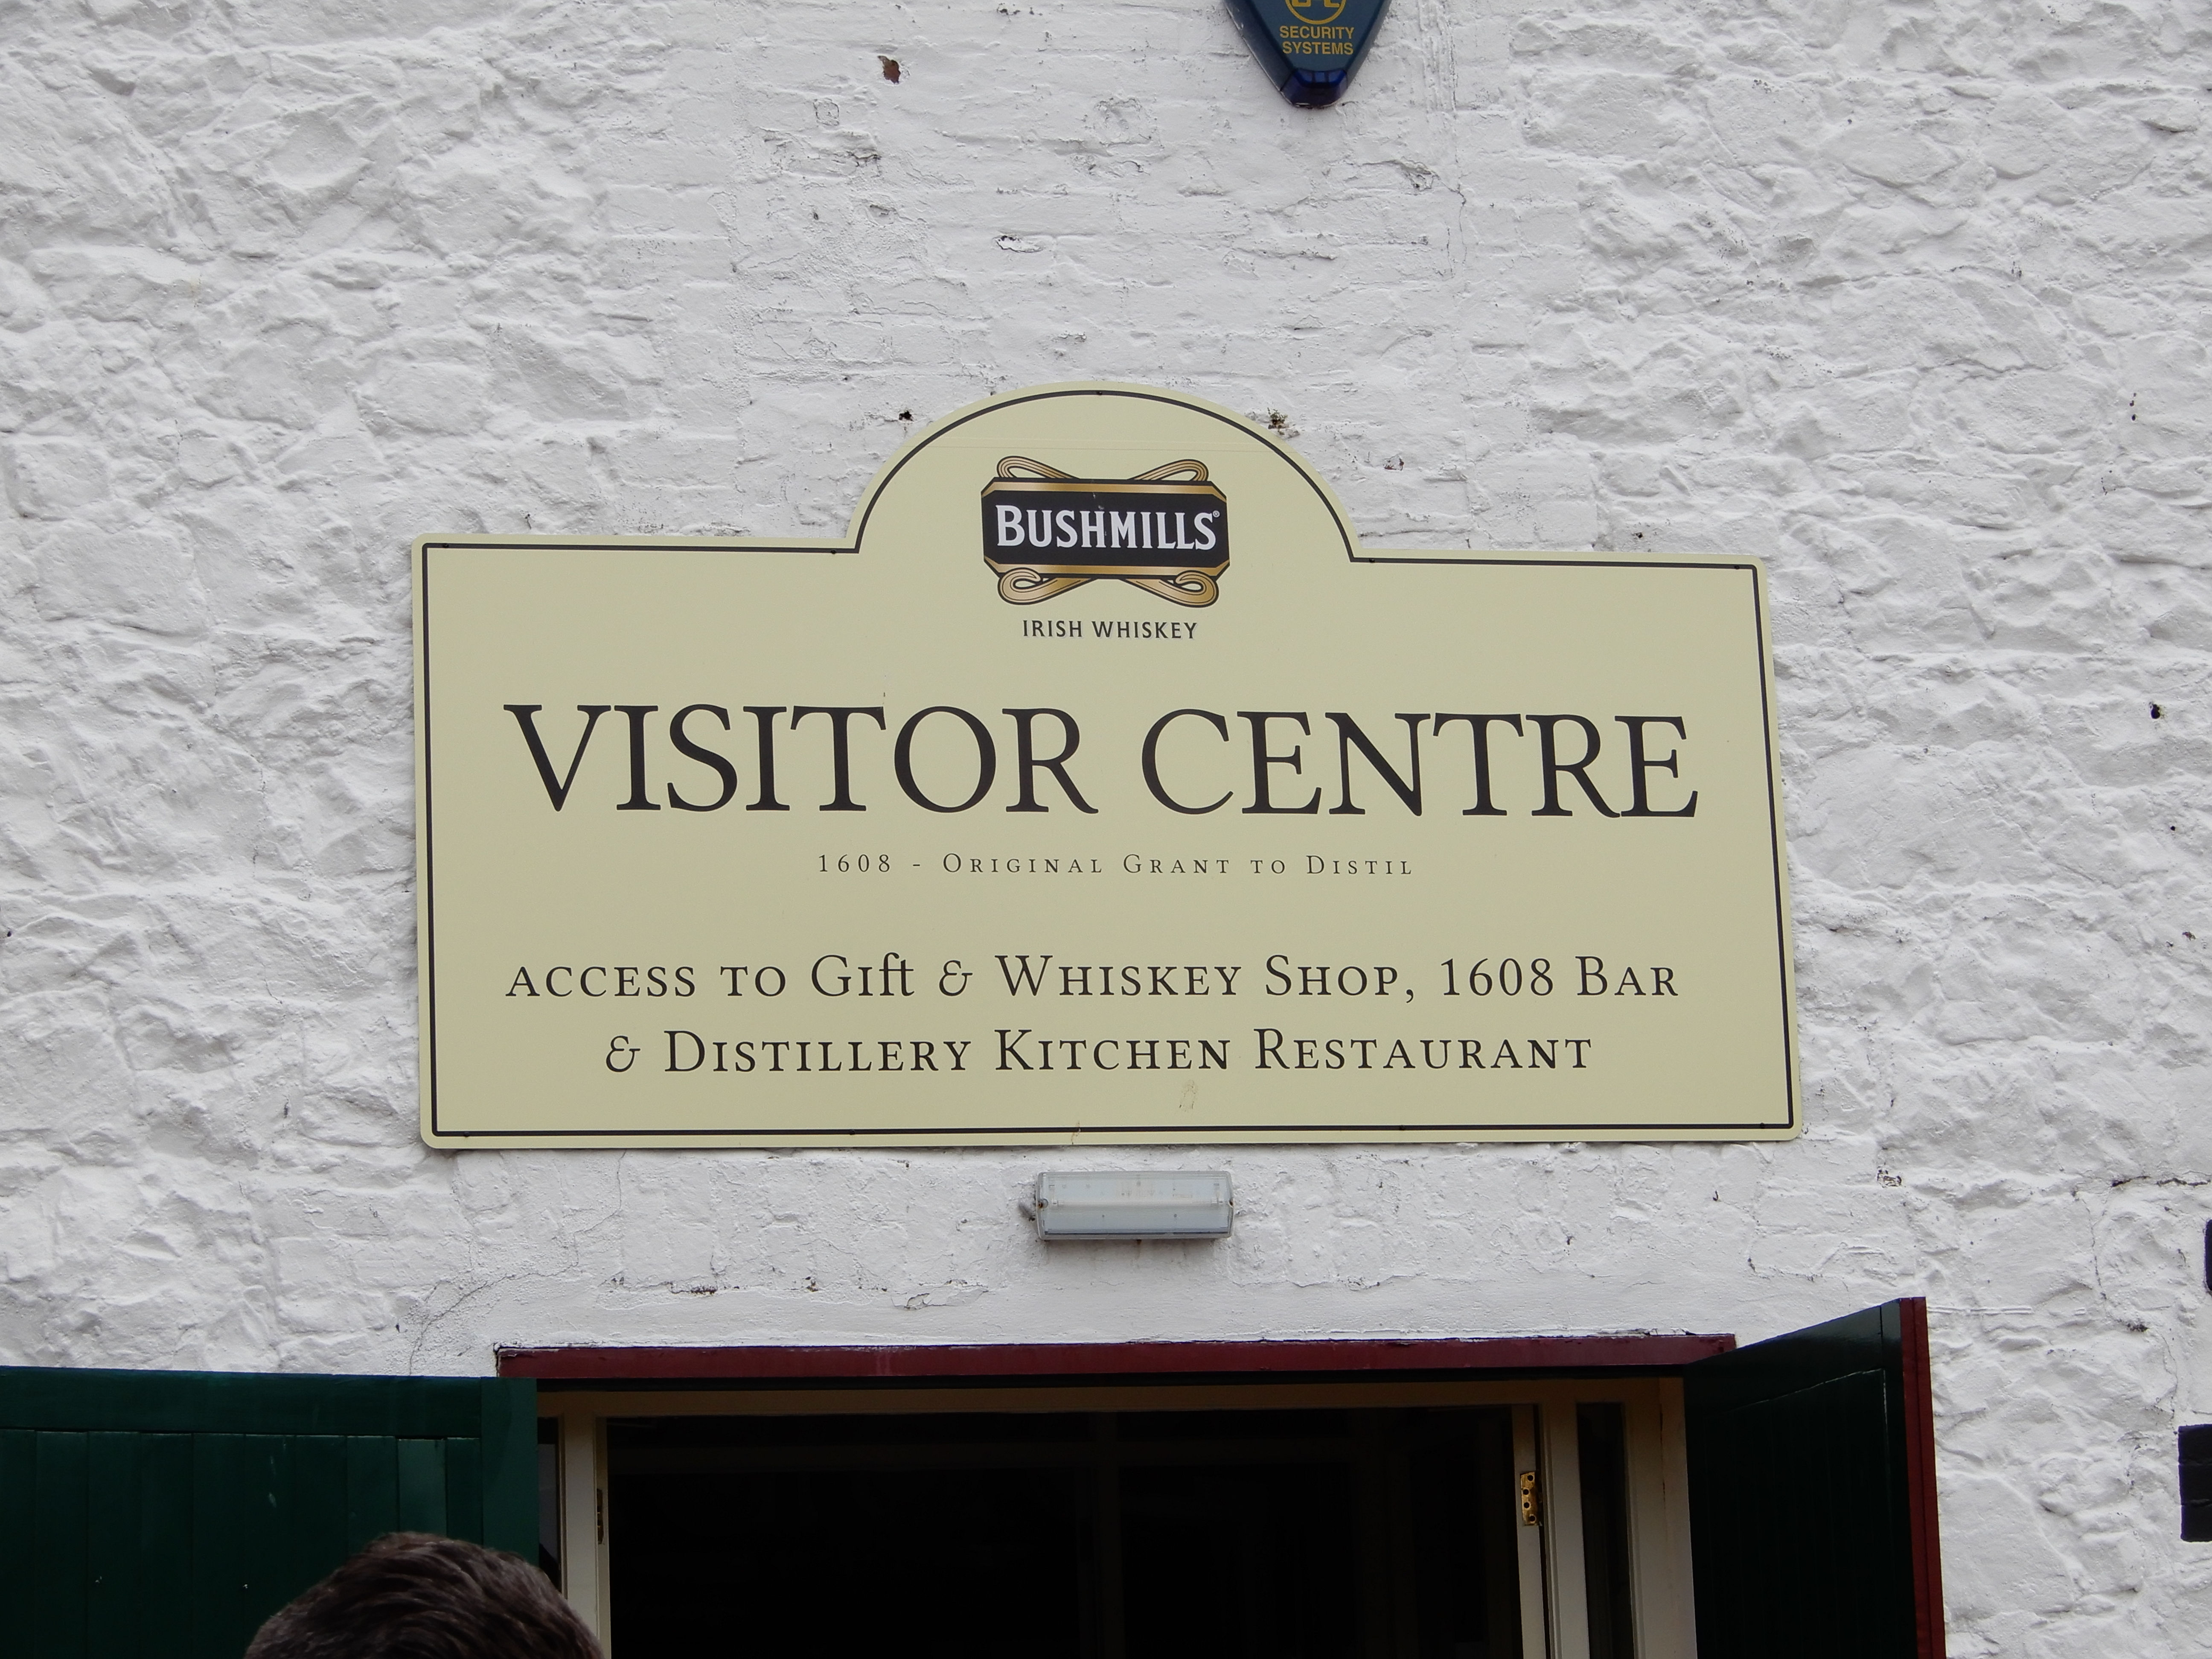 SECURITY
SYSTEMS
BUSHMILLS®
IRISH WHISKEY
VISITOR CENTRE
1608 - ORIGINAL GRANT TO DISTIL
ACCESS TO Gift & WHISKEY SHOP, 1608 BAR
& DISTILLERY KITCHEN RESTAURANT